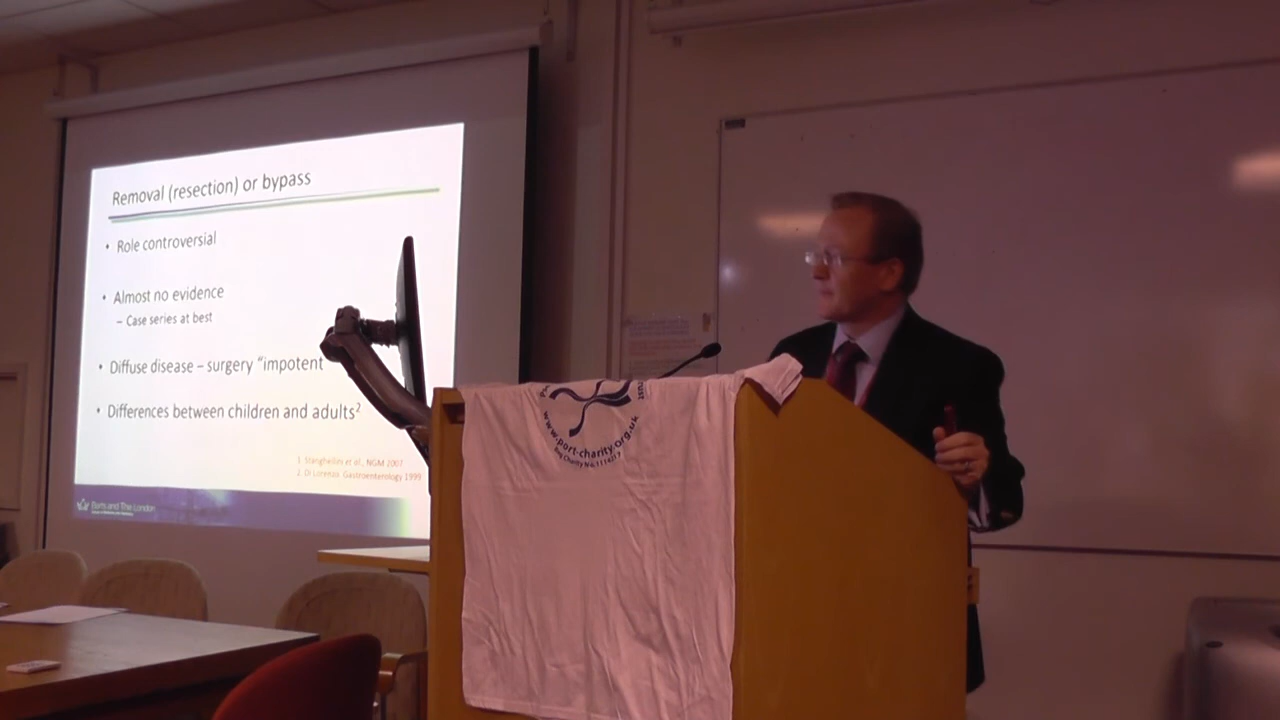 Removal (resection) or bypass
• Role controversial
• Almost no evidence
– Case series at best
• Diffuse disease – surgery “impotent
• Differences between children and adults2
1 Stanghellini et al., NGM 2007
2 Di Lorenzo. Gastroenterology 1999
Barts and The London
www.port-charity.org.uk